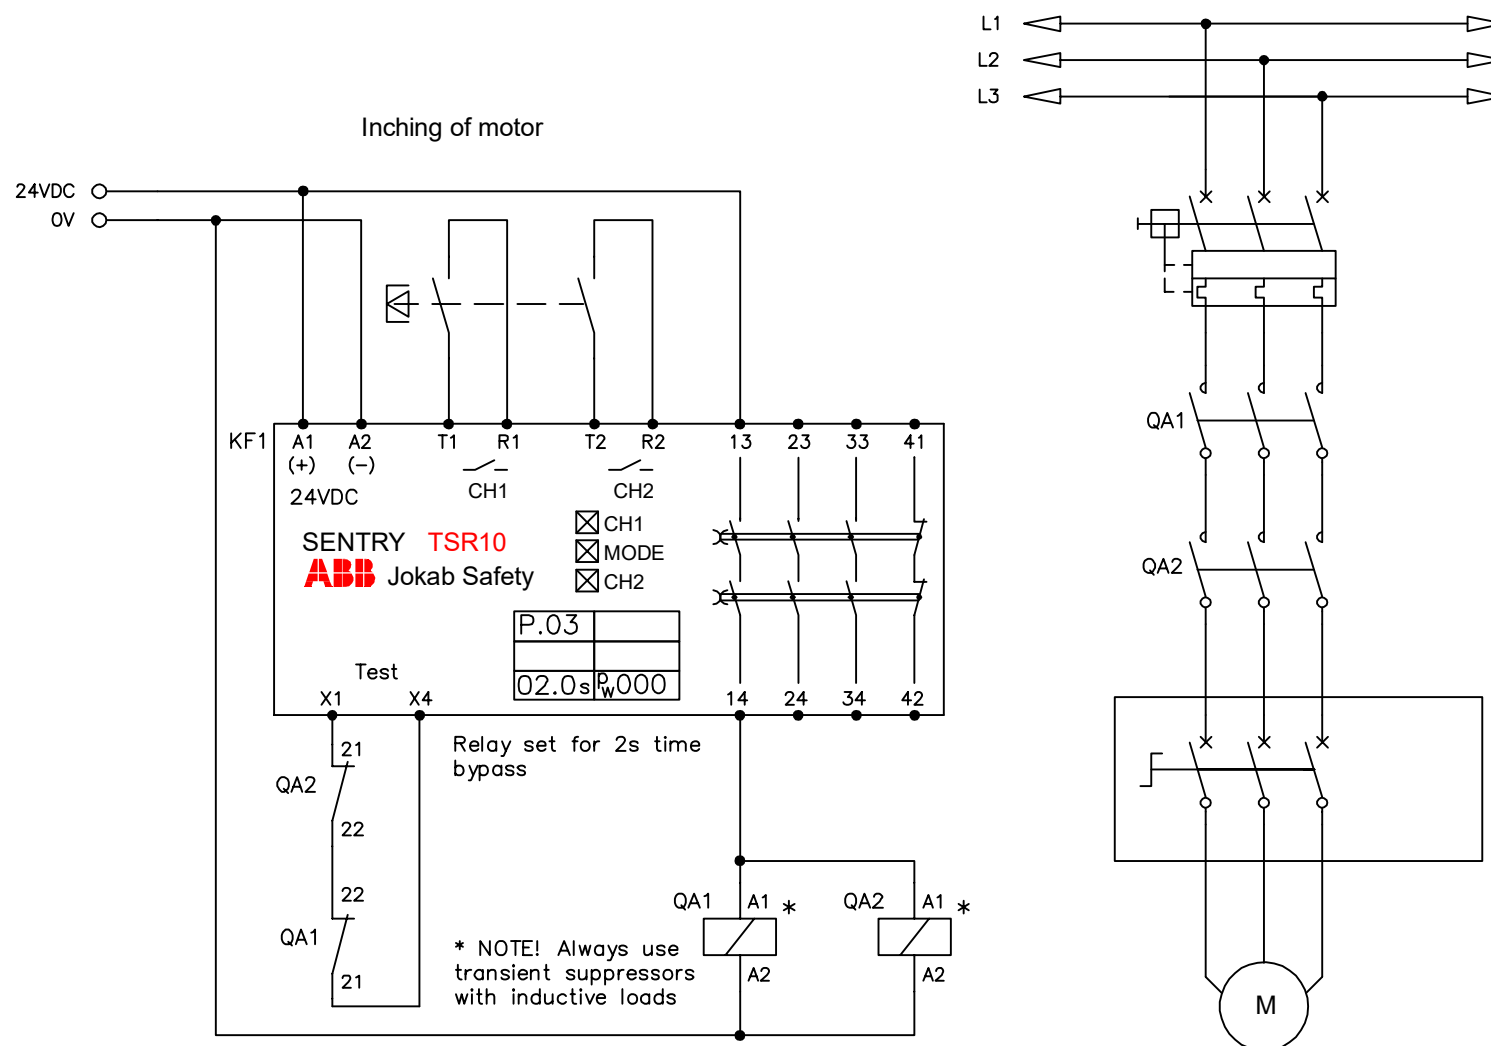 L1
L2
L3
Inching of motor
24VDC
0V
KF1
A1
A2
T1
R1
T2
R2
13
23
33
41
(+)
(-)
24VDC
CH1
CH2
CH1
MODE
CH2
SENTRY TSR10
ABB Jokab Safety
P.03
02.0s
PW000
Test
X1
X4
14
24
34
42
Relay set for 2s time
bypass
21
QA2
22
22
QA1
21
* NOTE! Always use
transient suppressors
with inductive loads
QA1
A1
*
A2
QA2
A1
*
A2
QA1
QA2
M